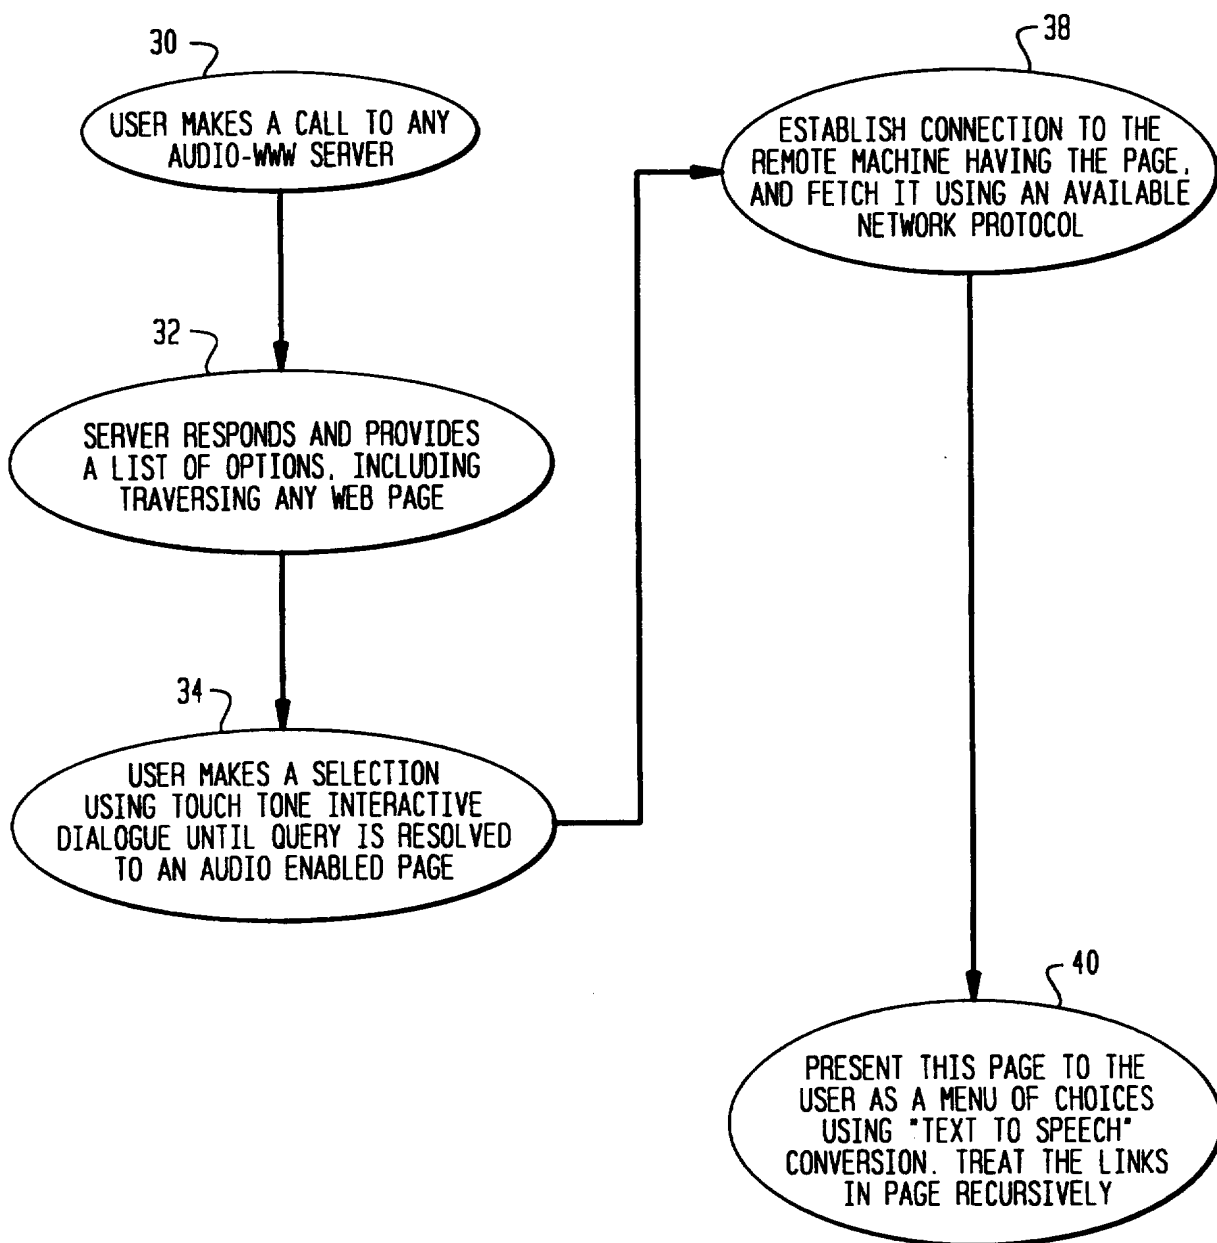 30
USER MAKES A CALL TO ANY
AUDIO-WWW SERVER
32
SERVER RESPONDS AND PROVIDES
A LIST OF OPTIONS, INCLUDING
TRAVERSING ANY WEB PAGE
34
USER MAKES A SELECTION
USING TOUCH TONE INTERACTIVE
DIALOGUE UNTIL QUERY IS RESOLVED
TO AN AUDIO ENABLED PAGE
38
ESTABLISH CONNECTION TO THE
REMOTE MACHINE HAVING THE PAGE,
AND FETCH IT USING AN AVAILABLE
NETWORK PROTOCOL
40
PRESENT THIS PAGE TO THE
USER AS A MENU OF CHOICES
USING "TEXT TO SPEECH"
CONVERSION. TREAT THE LINKS
IN PAGE RECURSIVELY